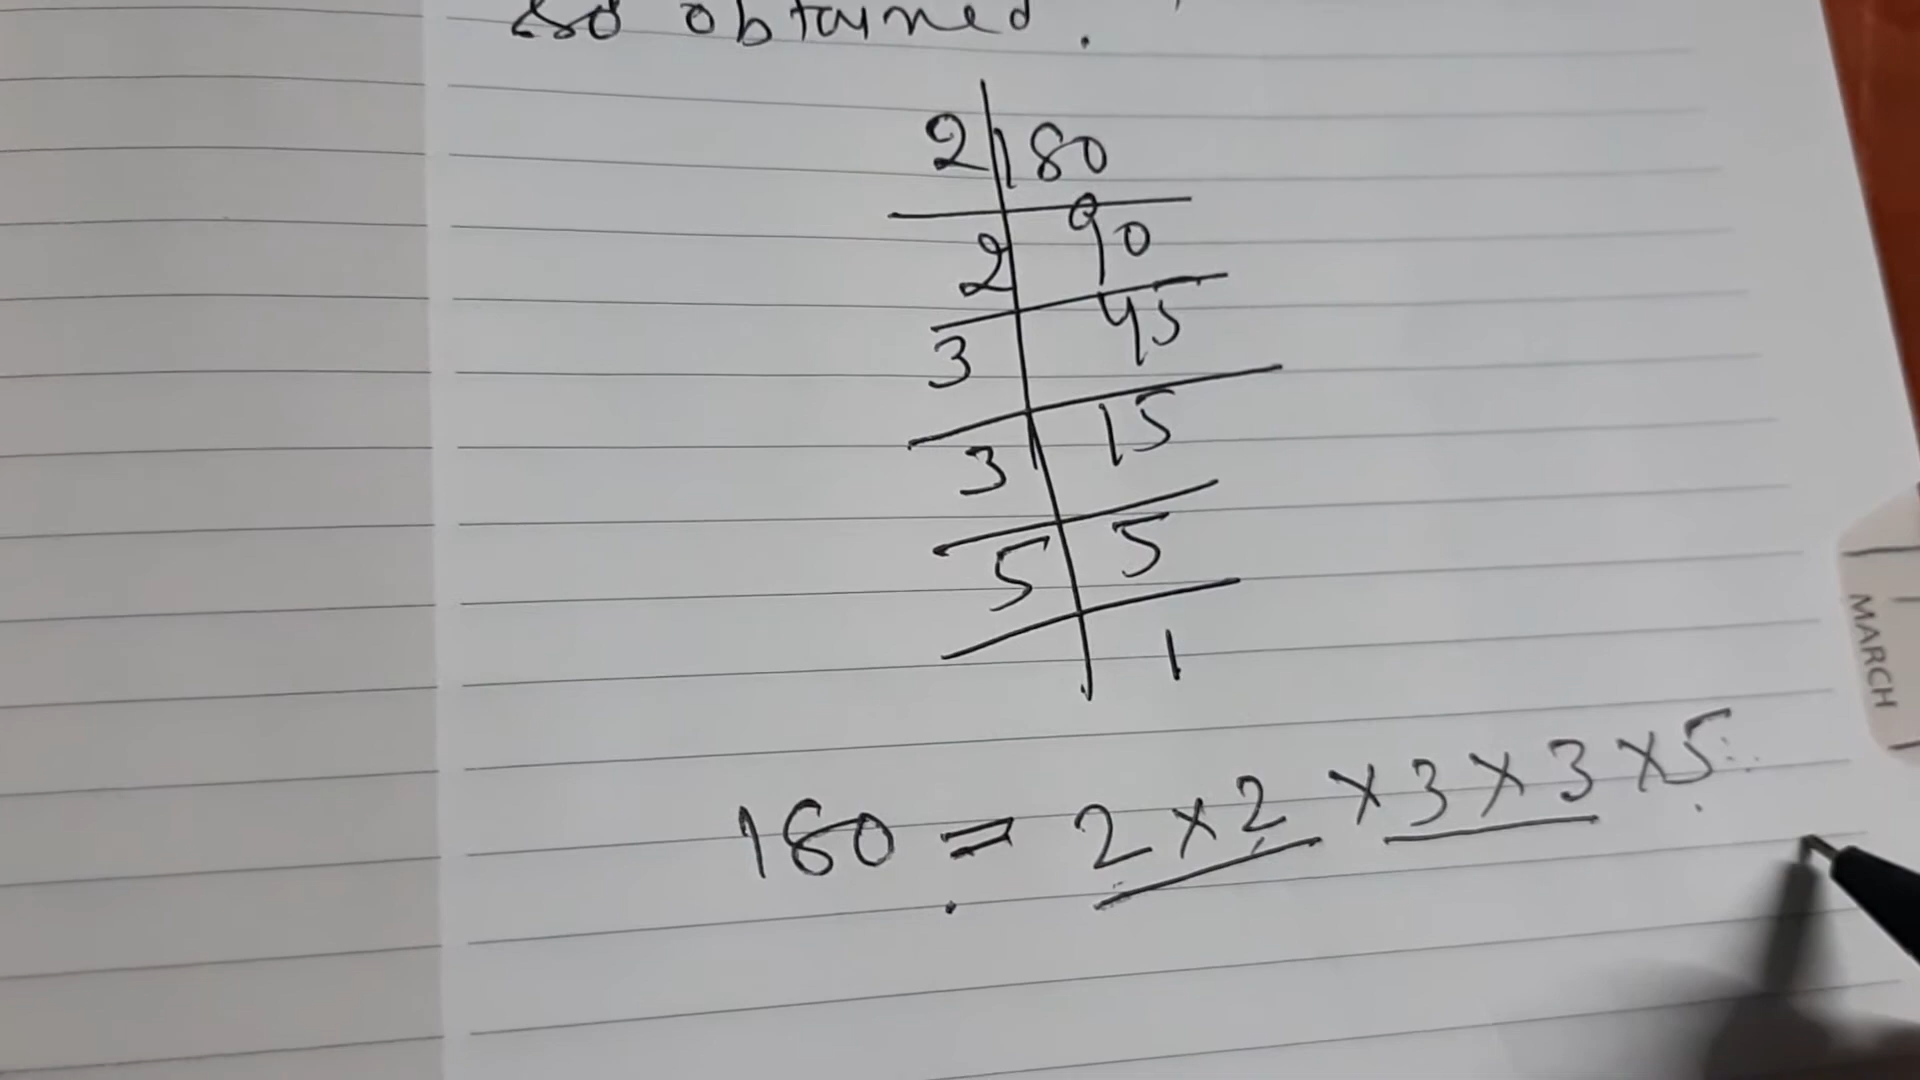 so obtained.
2 180
2 90
3 45
3 15
5 5
1
180 = 2 × 2 × 3 × 3 × 5
MARCH